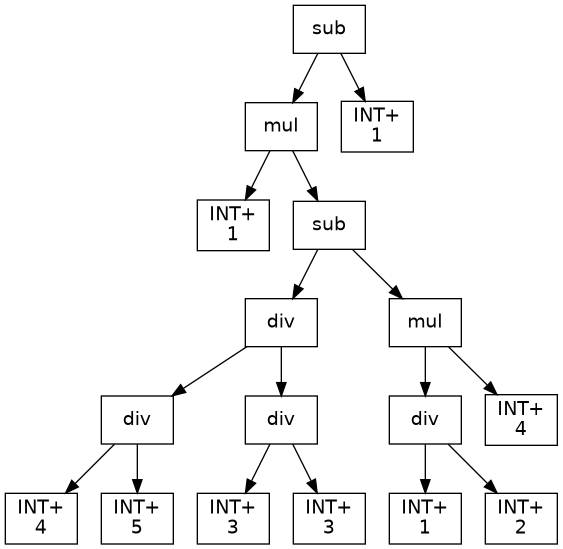 sub
mul
INT+
1
INT+
1
sub
div
mul
div
div
div
INT+
4
INT+
4
INT+
5
INT+
3
INT+
3
INT+
1
INT+
2